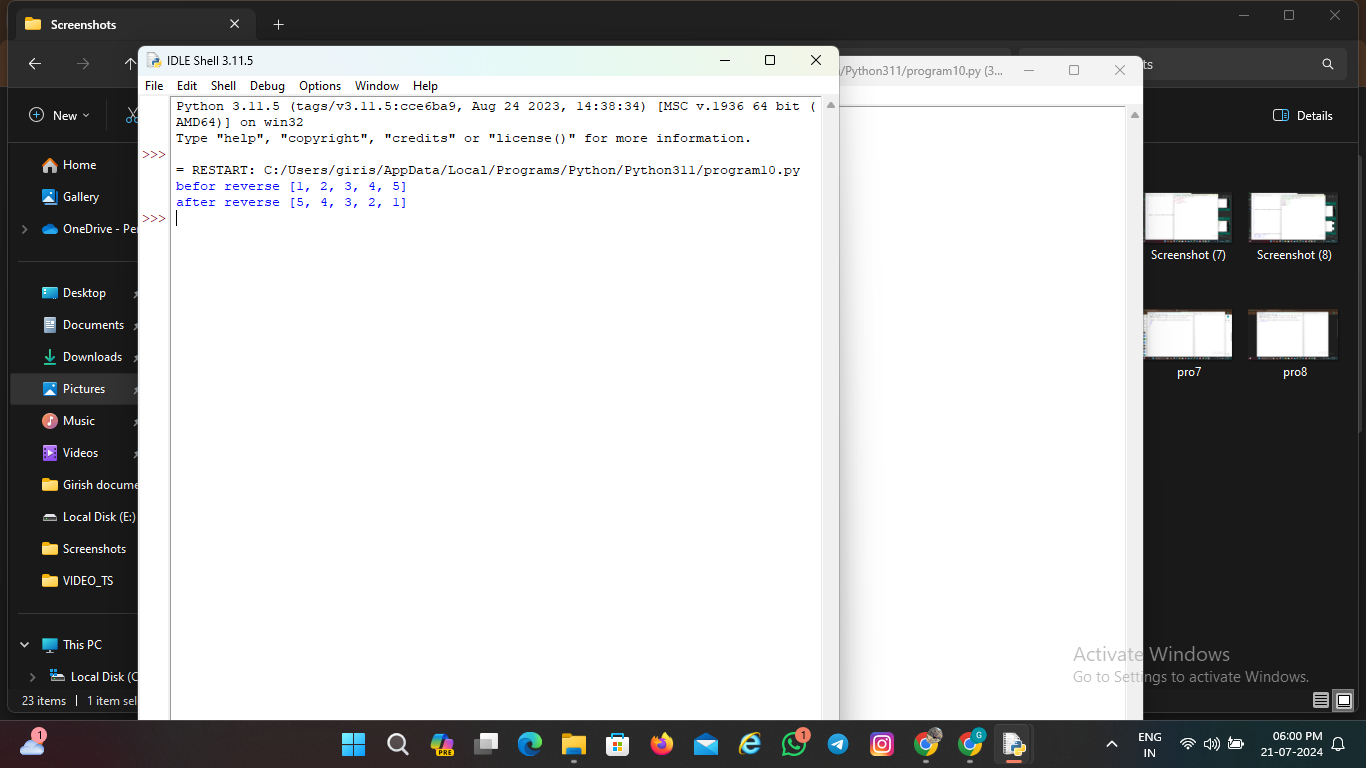 Screenshots
IDLE Shell 3.11.5
/Python311/program10.py (3...
ts
File Edit Shell Debug Options Window Help
New
Details
Python 3.11.5 (tags/v3.11.5:cce6ba9, Aug 24 2023, 14:38:34) [MSC v.1936 64 bit (
AMD64)] on win32
Type "help", "copyright", "credits" or "license()" for more information.
>>>
= RESTART: C:/Users/giris/AppData/Local/Programs/Python/Python311/program10.py
befor reverse [1, 2, 3, 4, 5]
after reverse [5, 4, 3, 2, 1]
>>>
Home
Gallery
OneDrive - Per
Desktop
Documents
Downloads
Pictures
Music
Videos
Girish docume
Local Disk (E:)
Screenshots
VIDEO_TS
This PC
Local Disk (C
23 items 1 item sel
Screenshot (7)
Screenshot (8)
pro7
pro8
Activate Windows
Go to Settings to activate Windows.
1
PRE
1
G
ENG
IN
06:00 PM
21-07-2024